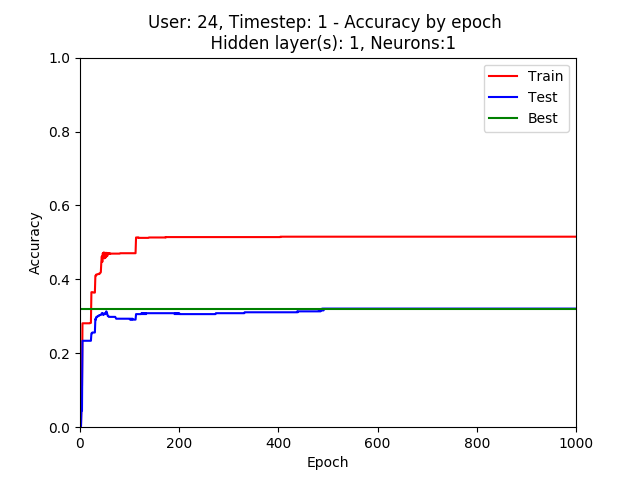 User: 24, Timestep: 1 - Accuracy by epoch
Hidden layer(s): 1, Neurons:1
Train
Test
Best
Accuracy
1.0
0.8
0.6
0.4
0.2
0.0
0 200 400 600 800 1000
Epoch